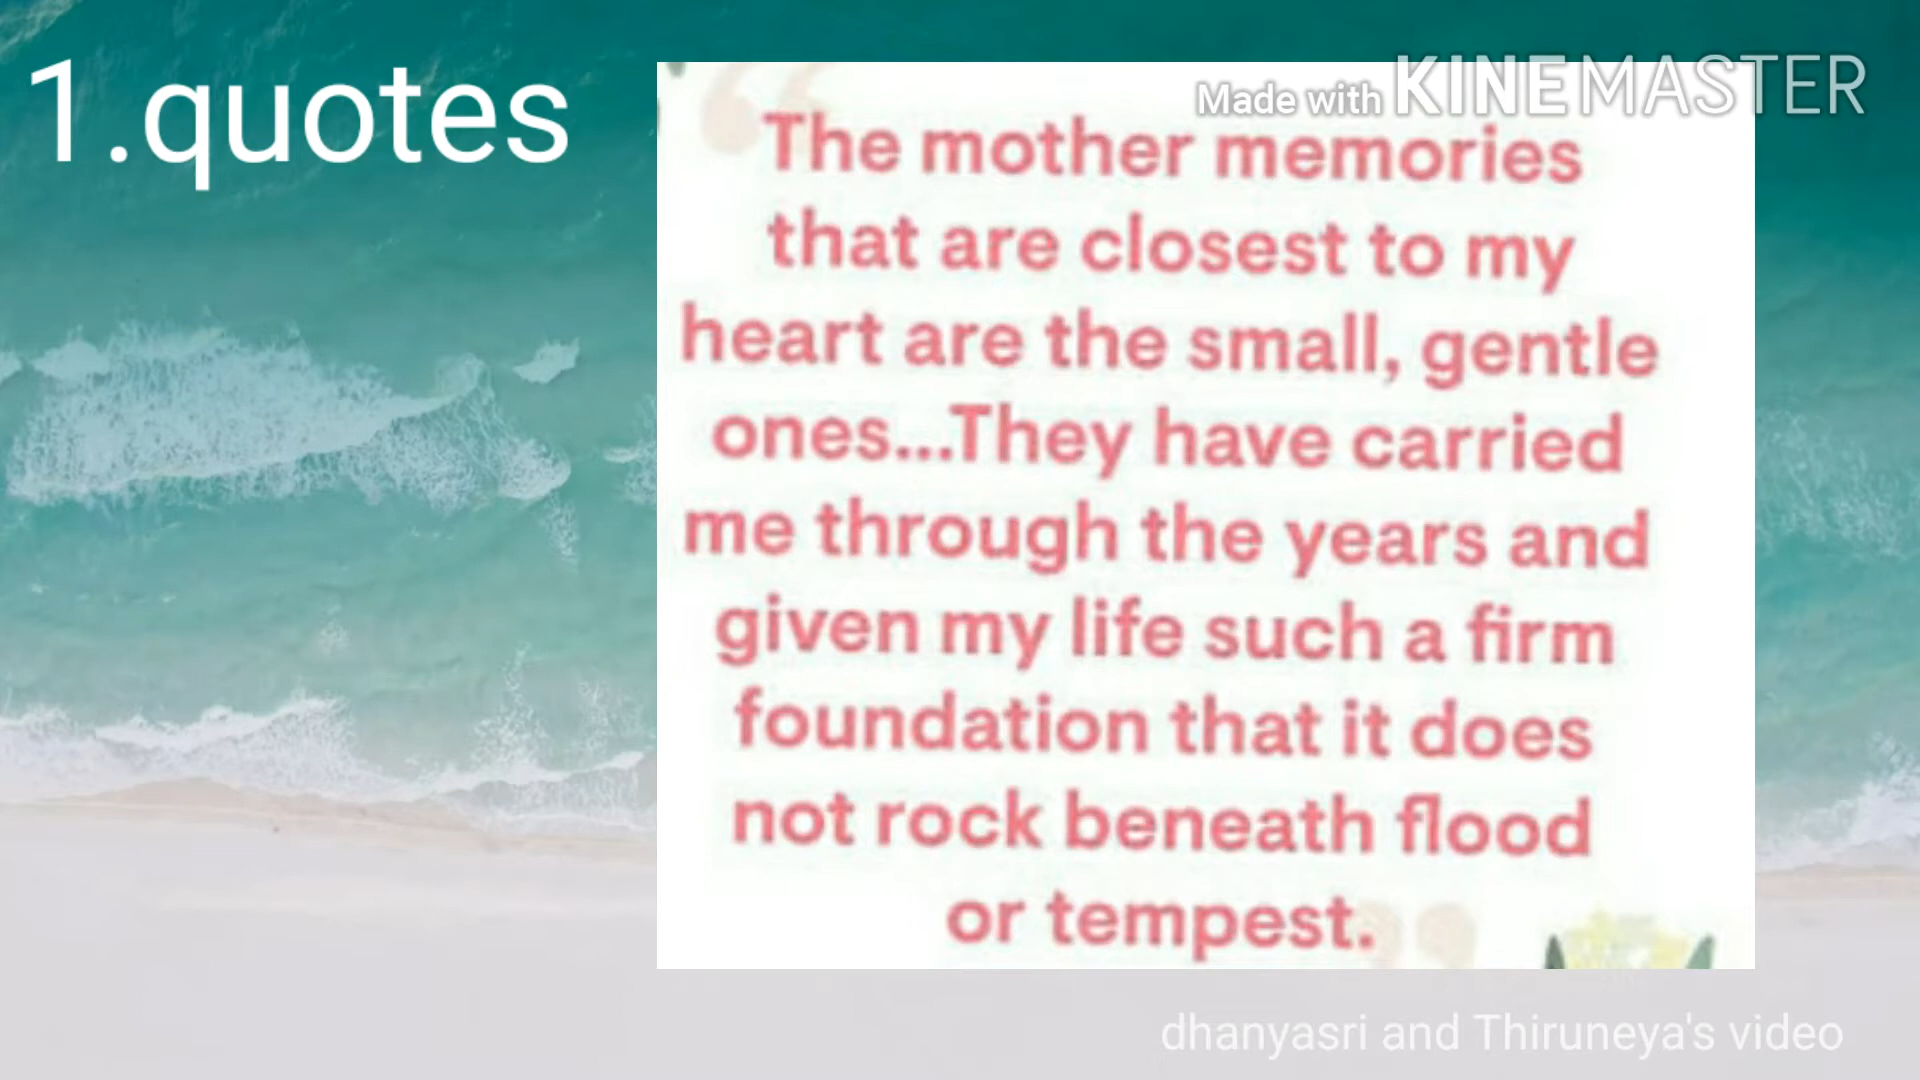 1.quotes
Made with KINEMASTER
The mother memories
that are closest to my
heart are the small, gentle
ones...They have carried
me through the years and
given my life such a firm
foundation that it does
not rock beneath flood
or tempest.
dhanyasri and Thiruneya's video